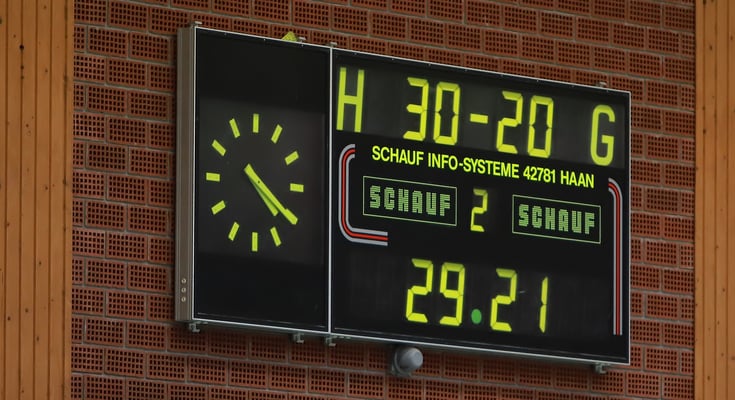 H 30-20 G
SCHAUF INFO-SYSTEME 42781 HAAN
SCHAUF 2 SCHAUF
29.21